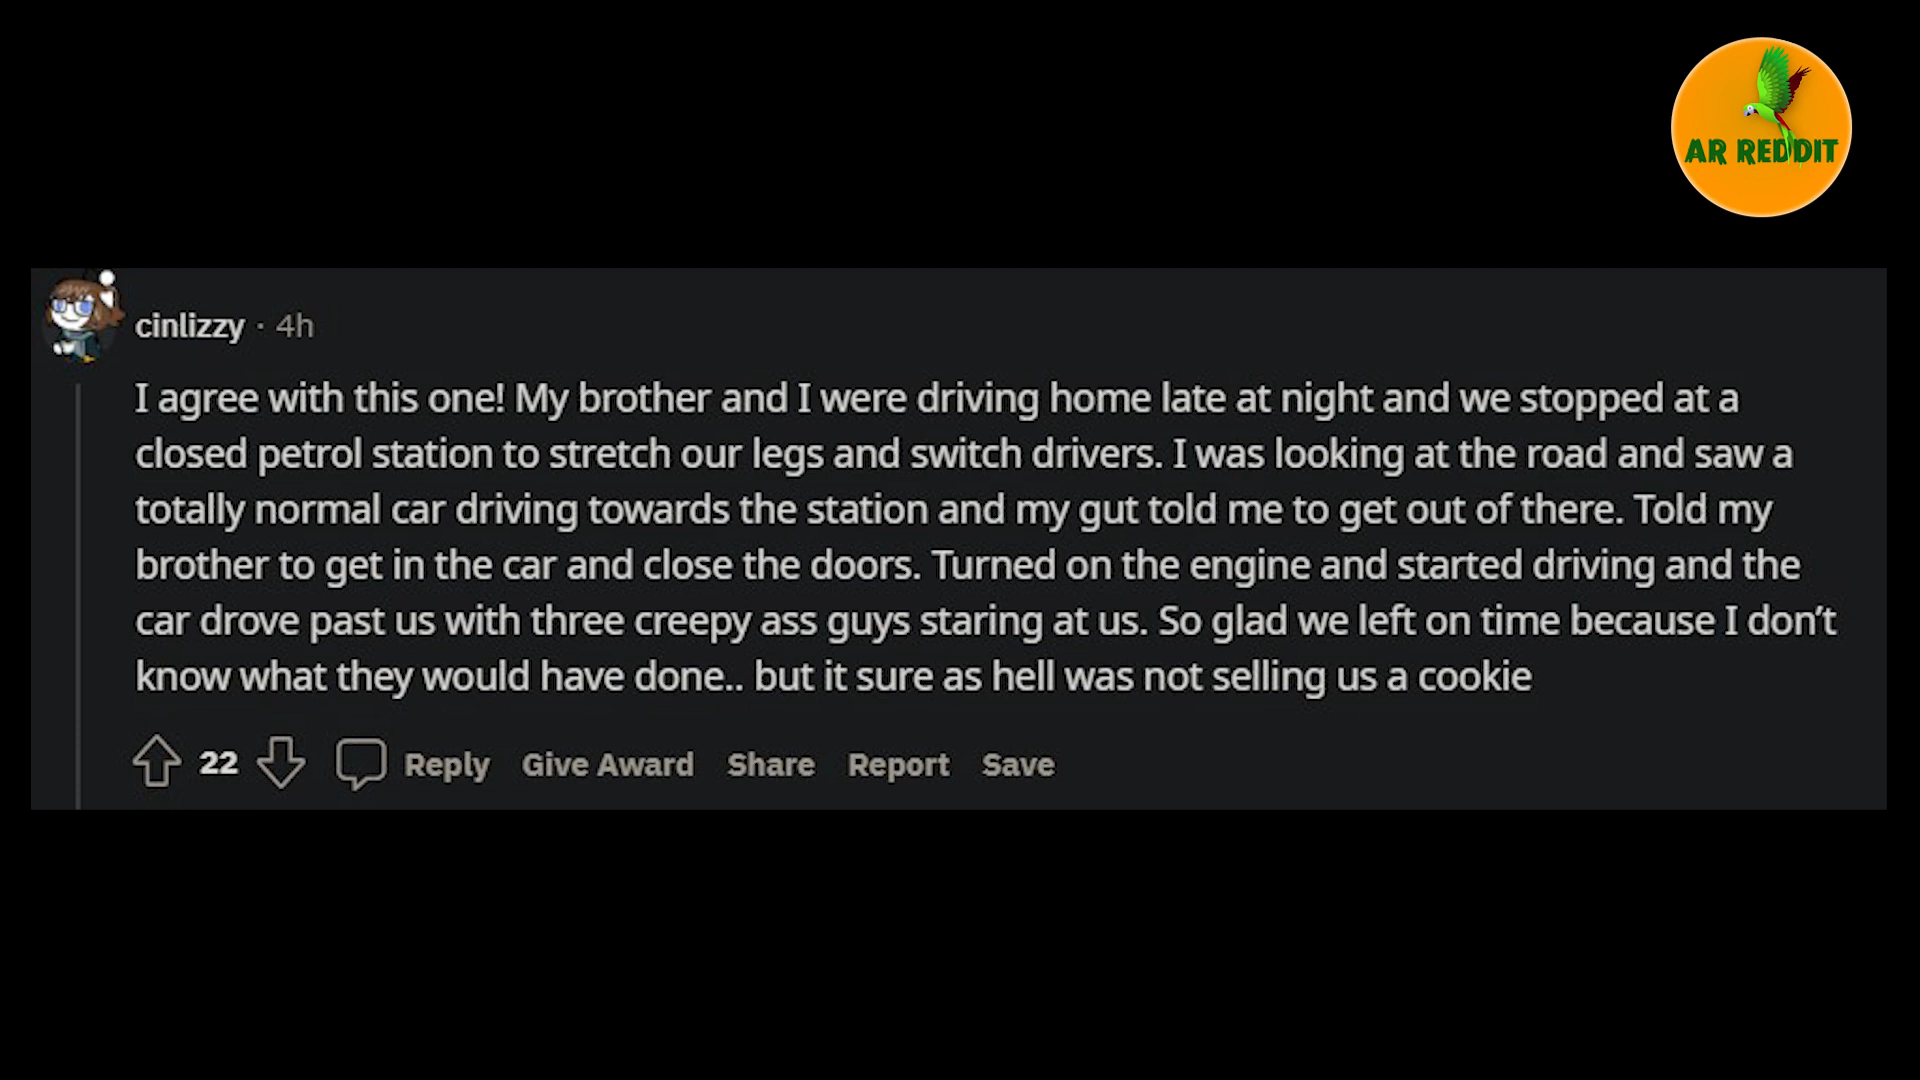 AR REDDIT
cinlizzy · 4h
I agree with this one! My brother and I were driving home late at night and we stopped at a
closed petrol station to stretch our legs and switch drivers. I was looking at the road and saw a
totally normal car driving towards the station and my gut told me to get out of there. Told my
brother to get in the car and close the doors. Turned on the engine and started driving and the
car drove past us with three creepy ass guys staring at us. So glad we left on time because I don’t
know what they would have done.. but it sure as hell was not selling us a cookie
22 Reply Give Award Share Report Save